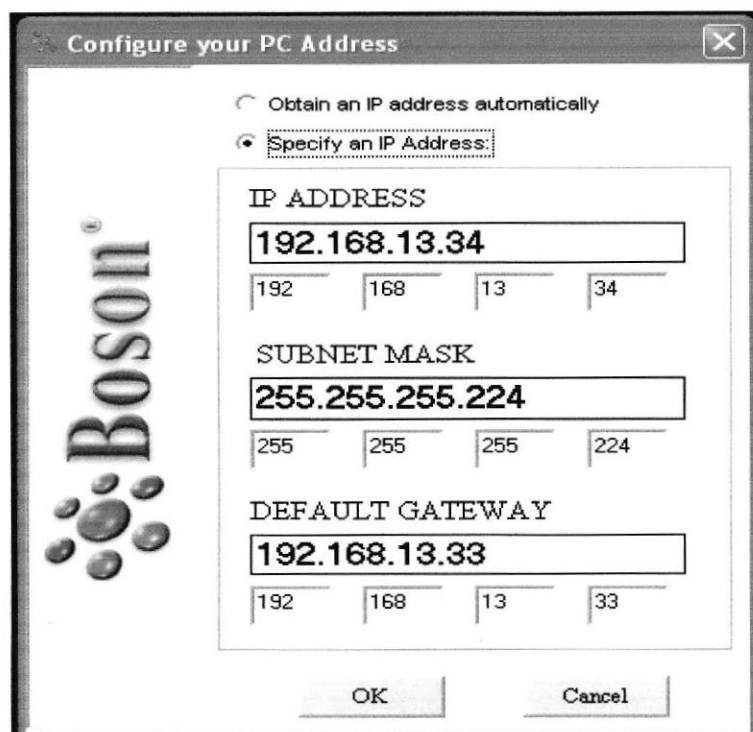 Configure your PC Address
Obtain an IP address automatically
Specify an IP Address:
IP ADDRESS
192.168.13.34
192 168 13 34
SUBNET MASK
255.255.255.224
255 255 255 224
DEFAULT GATEWAY
192.168.13.33
192 168 13 33
OK Cancel
Boson®